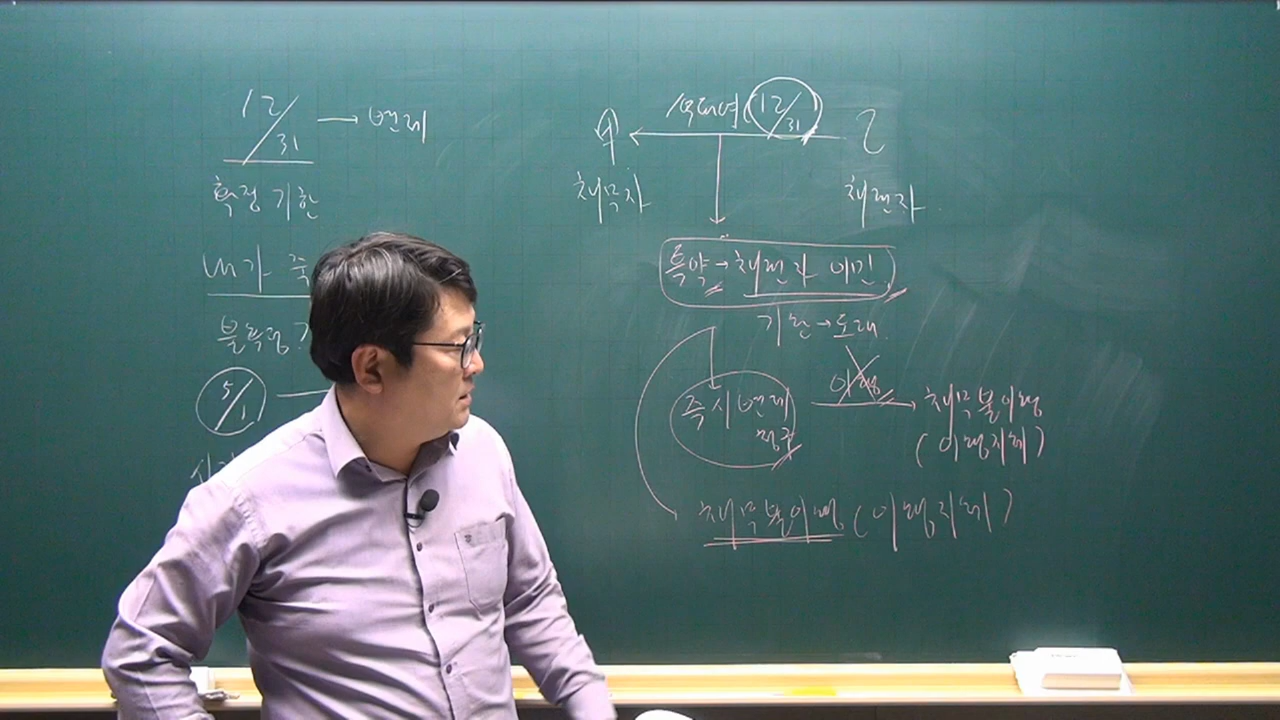 12/31 → 변제
확정 기한
내가 죽
불확정 기
5/1
甲 ← 1억 대여 (12/31) 乙
채무자 채권자
특약 → 채권자 이민
기한 → 도래
즉시 변제 청구
이행 → 채무불이행
(이행지체)
채무불이행 (이행지체)